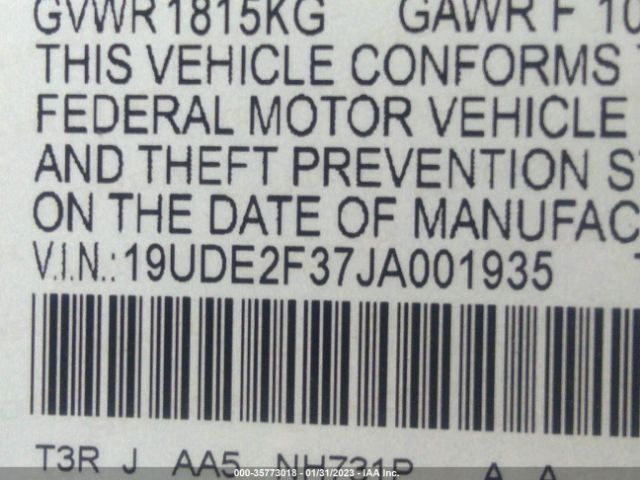 GVWR 1815KG GAWR F 10
THIS VEHICLE CONFORMS
FEDERAL MOTOR VEHICLE
AND THEFT PREVENTION S
ON THE DATE OF MANUFAC
V.I.N.: 19UDE2F37JA001935
T3R J AA5 NH731P A A
000-35773018 - 01/31/2023 - IAA Inc.